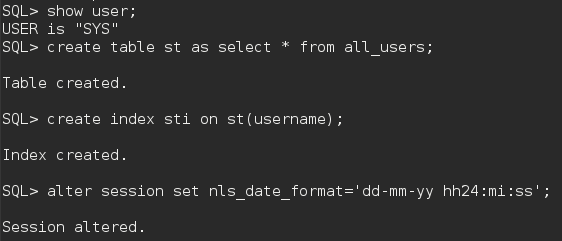 SQL> show user;
USER is "SYS"
SQL> create table st as select * from all_users;
Table created.
SQL> create index sti on st(username);
Index created.
SQL> alter session set nls_date_format='dd-mm-yy hh24:mi:ss';
Session altered.